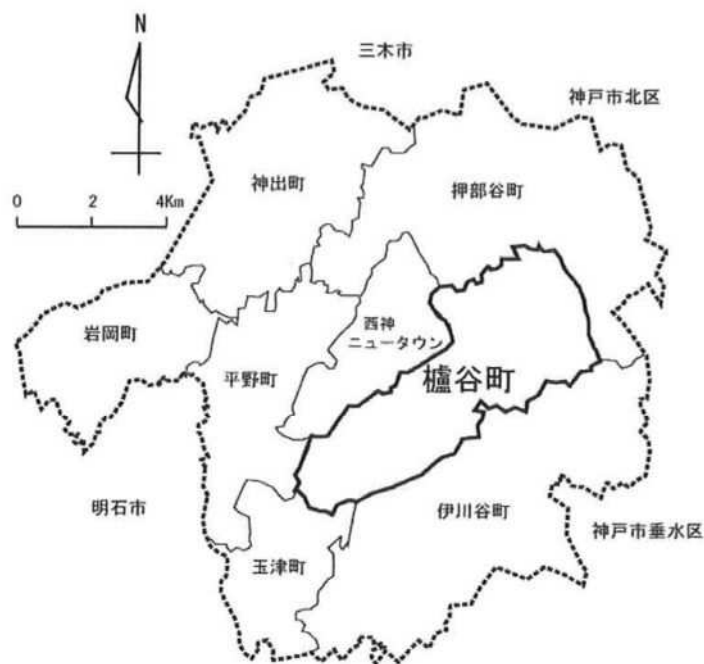 N
三木市
神戸市北区
神出町
押部谷町
0 2 4Km
岩岡町
西神
ニュータウン
平野町
櫨谷町
明石市
伊川谷町
神戸市垂水区
玉津町